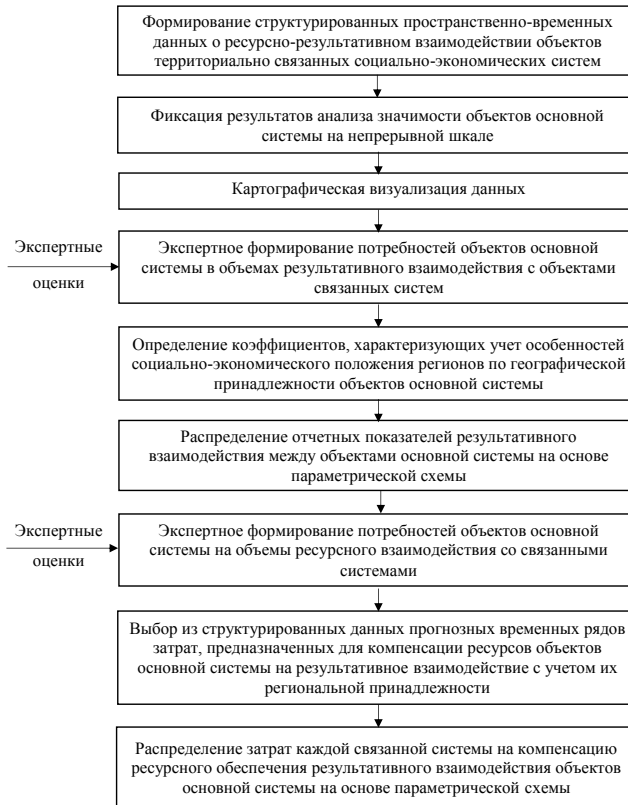 Формирование структурированных пространственно-временных
данных о ресурсно-результативном взаимодействии объектов
территориально связанных социально-экономических систем
Фиксация результатов анализа значимости объектов основной
системы на непрерывной шкале
Картографическая визуализация данных
Экспертные
оценки
Экспертное формирование потребностей объектов основной
системы в объемах результативного взаимодействия с объектами
связанных систем
Определение коэффициентов, характеризующих учет особенностей
социально-экономического положения регионов по географической
принадлежности объектов основной системы
Распределение отчетных показателей результативного
взаимодействия между объектами основной системы на основе
параметрической схемы
Экспертные
оценки
Экспертное формирование потребностей объектов основной
системы на объемы ресурсного взаимодействия со связанными
системами
Выбор из структурированных данных прогнозных временных рядов
затрат, предназначенных для компенсации ресурсов объектов
основной системы на результативное взаимодействие с учетом их
региональной принадлежности
Распределение затрат каждой связанной системы на компенсацию
ресурсного обеспечения результативного взаимодействия объектов
основной системы на основе параметрической схемы